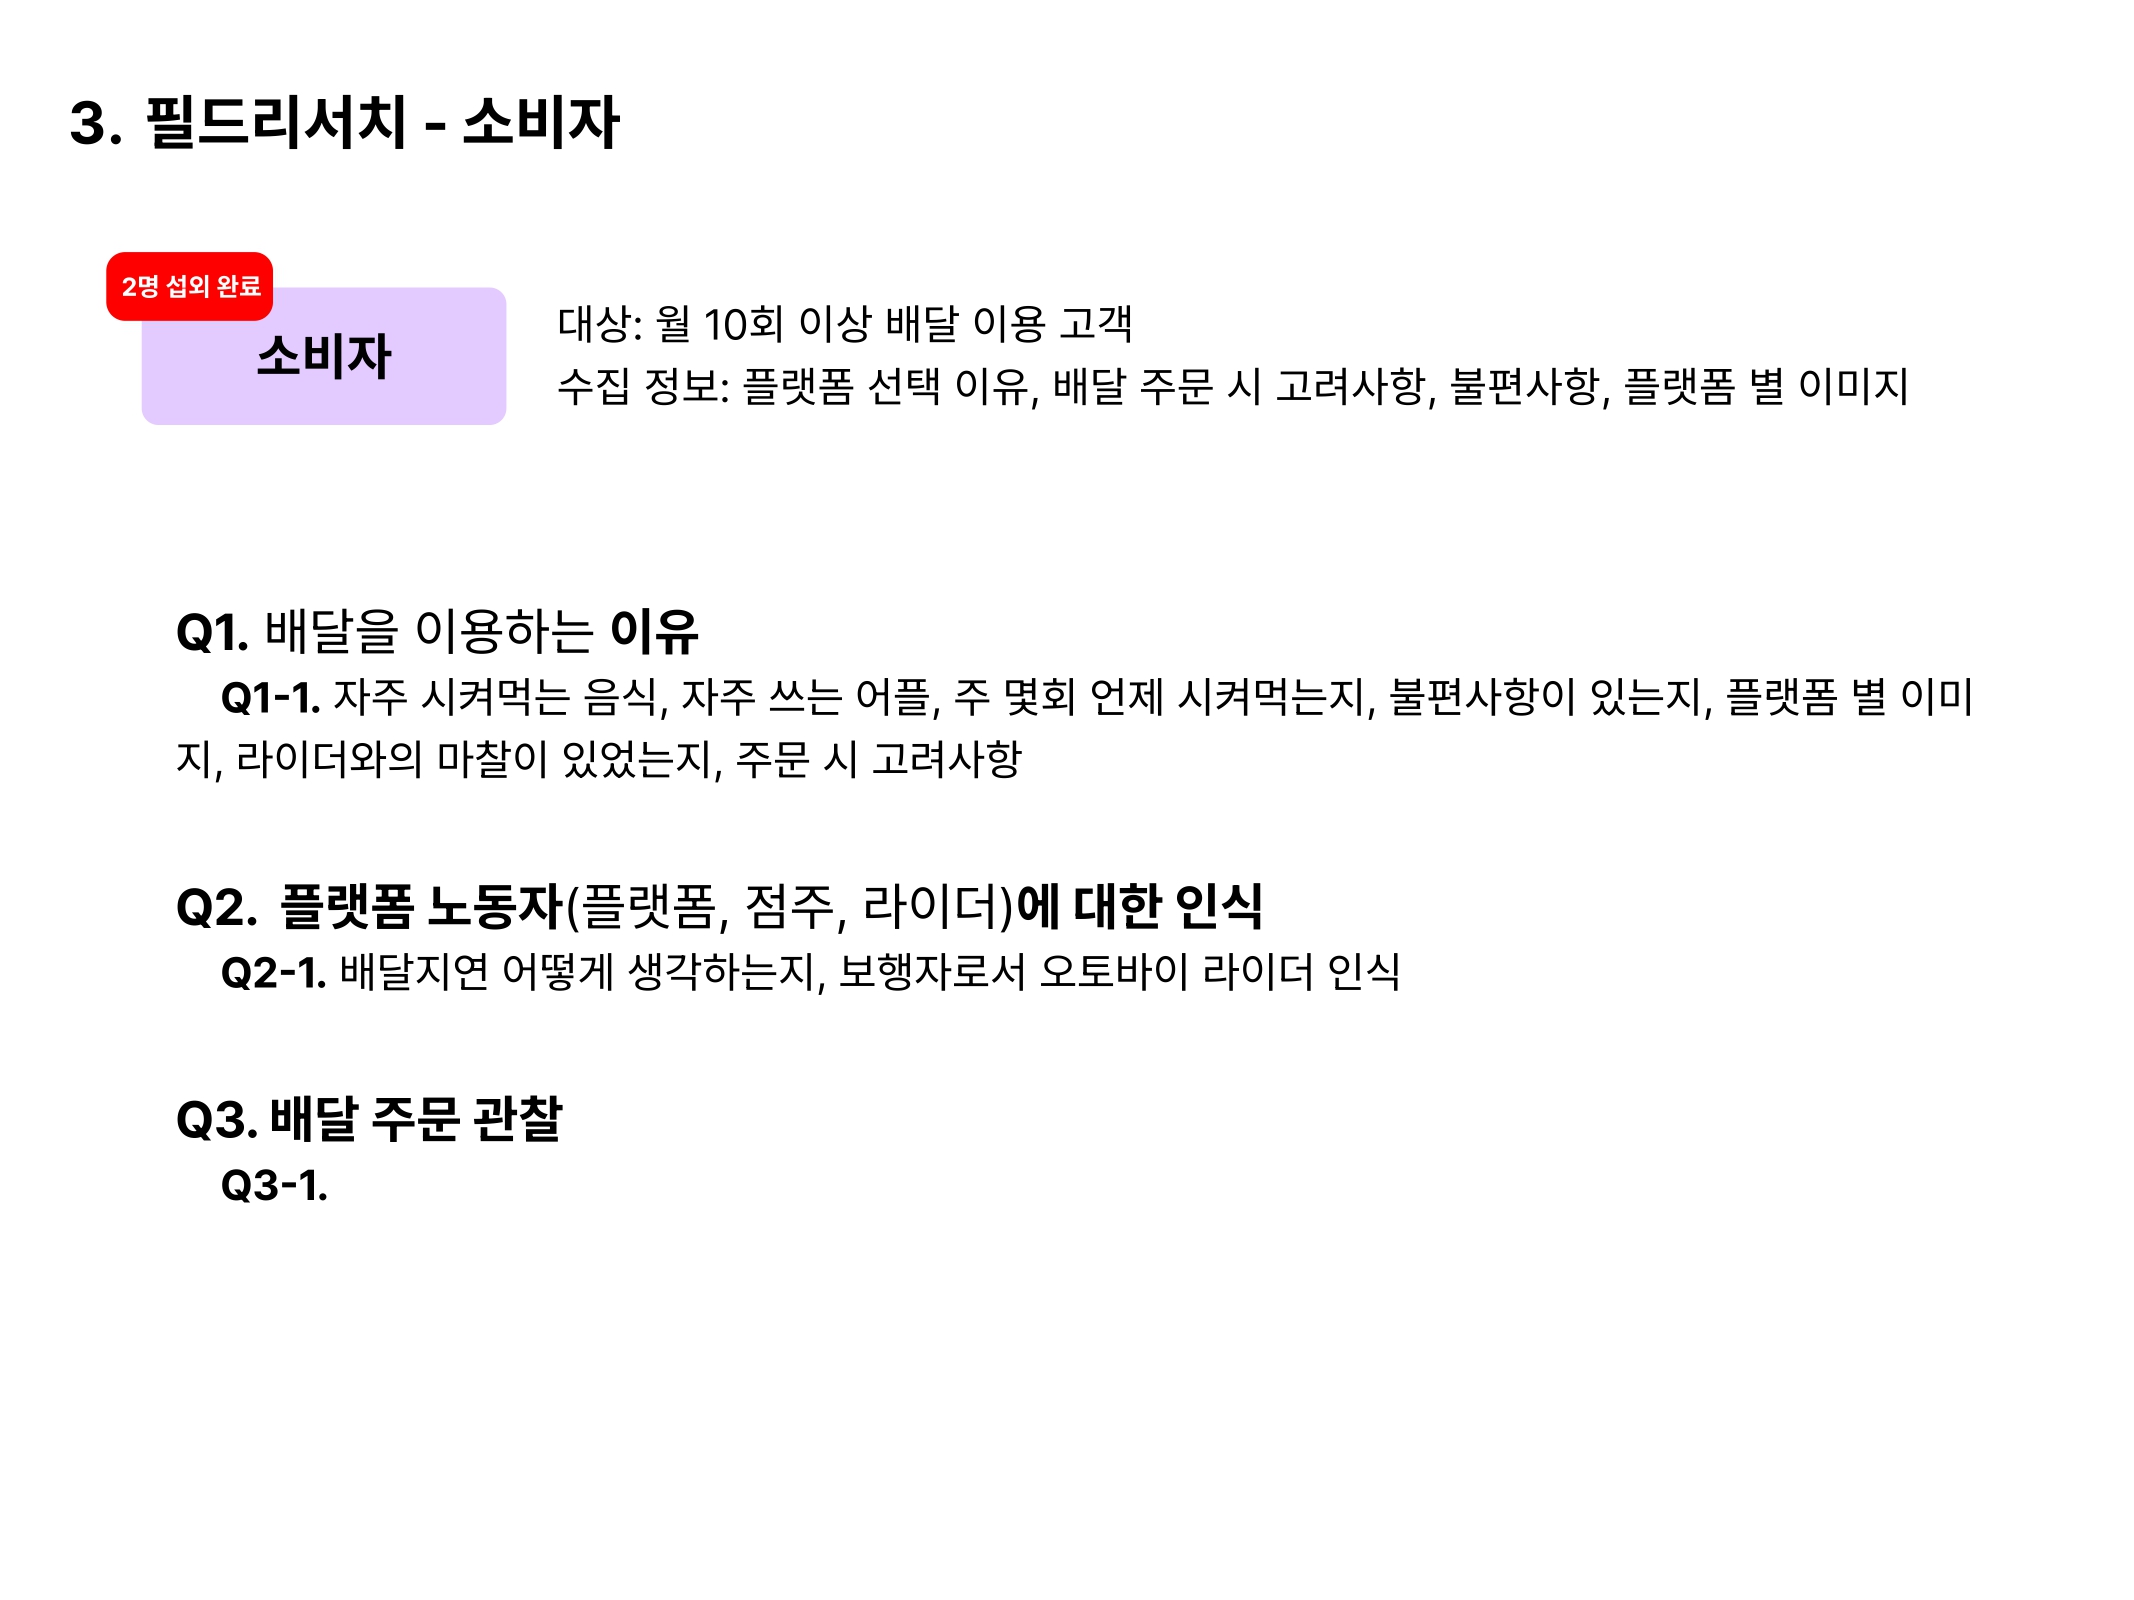 3. 필드리서치 - 소비자
2명 섭외 완료
소비자
대상: 월 10회 이상 배달 이용 고객
수집 정보: 플랫폼 선택 이유, 배달 주문 시 고려사항, 불편사항, 플랫폼 별 이미지
Q1. 배달을 이용하는 이유
Q1-1. 자주 시켜먹는 음식, 자주 쓰는 어플, 주 몇회 언제 시켜먹는지, 불편사항이 있는지, 플랫폼 별 이미
지, 라이더와의 마찰이 있었는지, 주문 시 고려사항
Q2. 플랫폼 노동자(플랫폼, 점주, 라이더)에 대한 인식
Q2-1. 배달지연 어떻게 생각하는지, 보행자로서 오토바이 라이더 인식
Q3. 배달 주문 관찰
Q3-1.